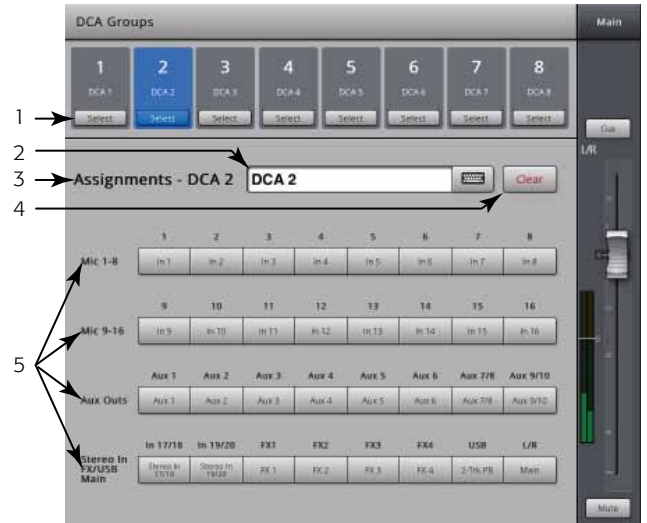 DCA Groups
Main
1 2 3 4 5 6 7 8
DCA 1 DCA 2 DCA 3 DCA 4 DCA 5 DCA 6 DCA 7 DCA 8
1 Select Select Select Select Select Select Select Select
Cue
2
L/R
3 Assignments - DCA 2 DCA 2 Clear
4
1 2 3 4 5 6 7 8
Mic 1-8 In 1 In 2 In 3 In 4 In 5 In 6 In 7 In 8
9 10 11 12 13 14 15 16
Mic 9-16 In 9 In 10 In 11 In 12 In 13 In 14 In 15 In 16
5
Aux 1 Aux 2 Aux 3 Aux 4 Aux 5 Aux 6 Aux 7/8 Aux 9/10
Aux Outs Aux 1 Aux 2 Aux 3 Aux 4 Aux 5 Aux 6 Aux 7/8 Aux 9/10
In 17/18 In 19/20 FX1 FX2 FX3 FX4 USB L/R
Stereo In
FX/USB
Main
Stereo In
17/18
Stereo In
19/20
FX 1 FX 2 FX 3 FX 4 2-Trk PB Main
Mute